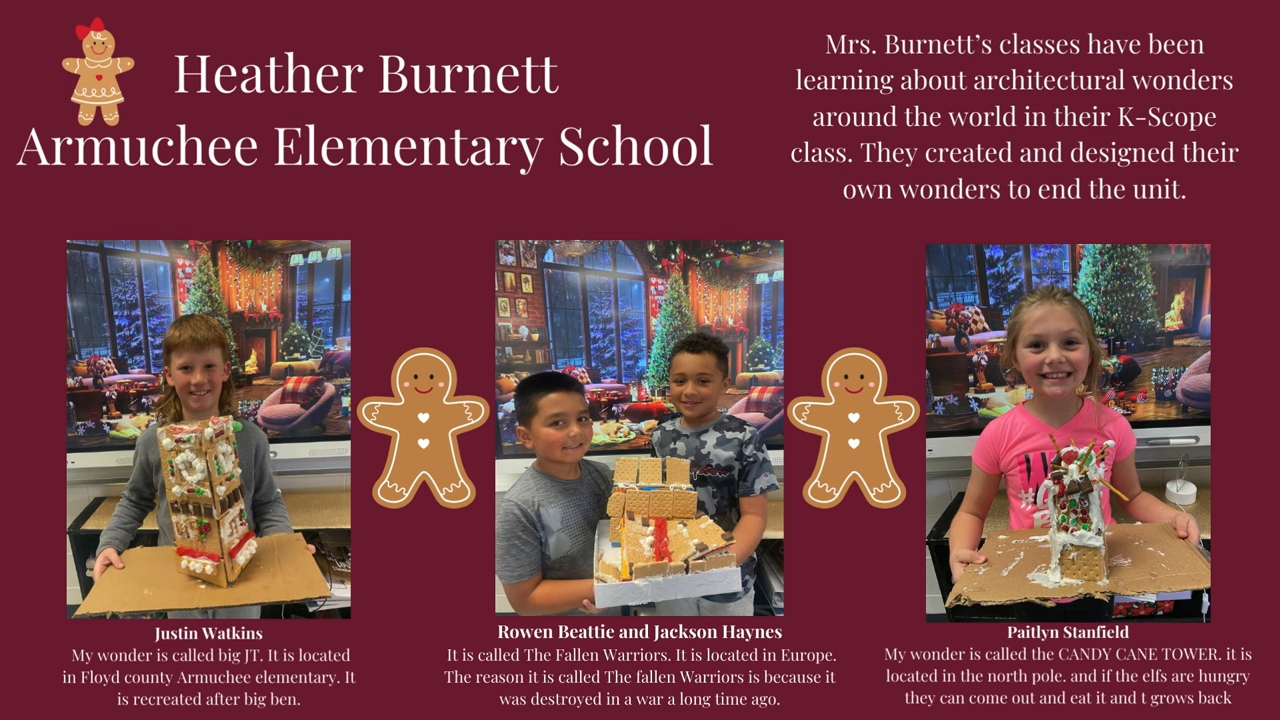 Heather Burnett
Armuchee Elementary School
Mrs. Burnett's classes have been
learning about architectural wonders
around the world in their K-Scope
class. They created and designed their
own wonders to end the unit.
Justin Watkins
My wonder is called big JT. It is located
in Floyd county Armuchee elementary. It
is recreated after big ben.
Rowen Beattie and Jackson Haynes
It is called The Fallen Warriors. It is located in Europe.
The reason it is called The fallen Warriors is because it
was destroyed in a war a long time ago.
Paitlyn Stanfield
My wonder is called the CANDY CANE TOWER. it is
located in the north pole. and if the elfs are hungry
they can come out and eat it and t grows back